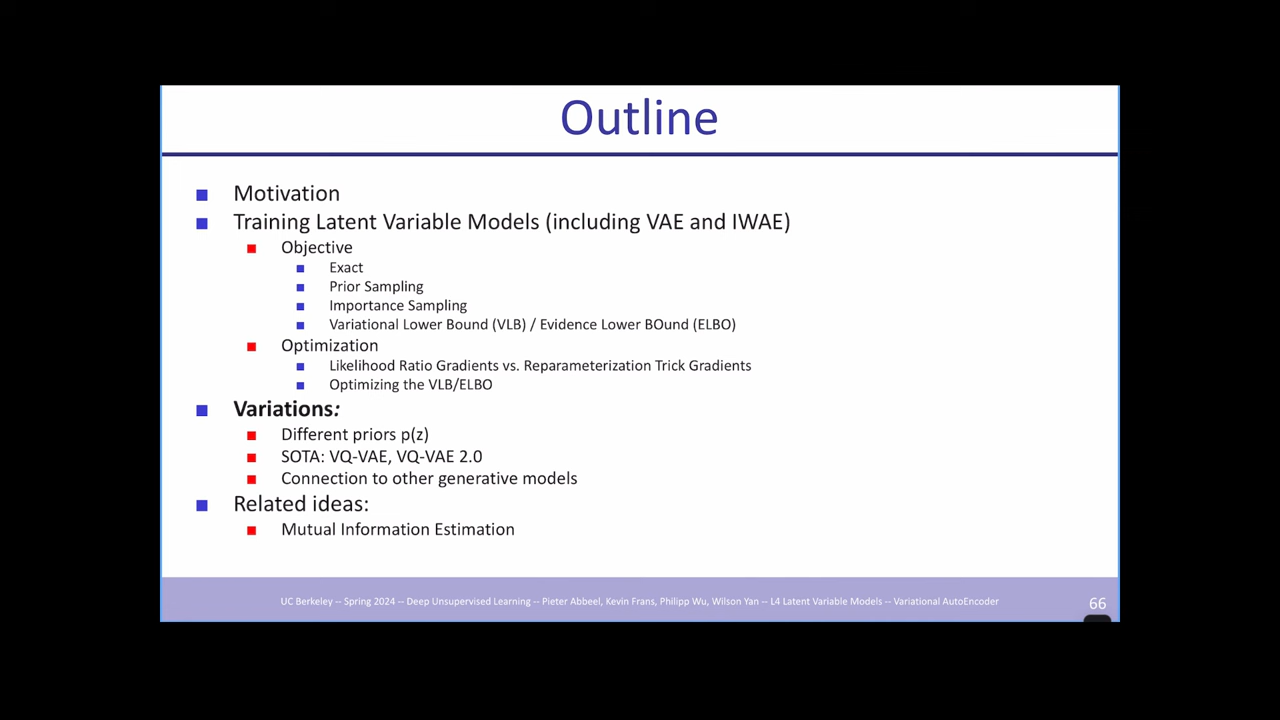 Outline
Motivation
Training Latent Variable Models (including VAE and IWAE)
Objective
Exact
Prior Sampling
Importance Sampling
Variational Lower Bound (VLB) / Evidence Lower BOund (ELBO)
Optimization
Likelihood Ratio Gradients vs. Reparameterization Trick Gradients
Optimizing the VLB/ELBO
Variations:
Different priors p(z)
SOTA: VQ-VAE, VQ-VAE 2.0
Connection to other generative models
Related ideas:
Mutual Information Estimation
UC Berkeley -- Spring 2024 -- Deep Unsupervised Learning -- Pieter Abbeel, Kevin Frans, Philipp Wu, Wilson Yan -- L4 Latent Variable Models -- Variational AutoEncoder
66